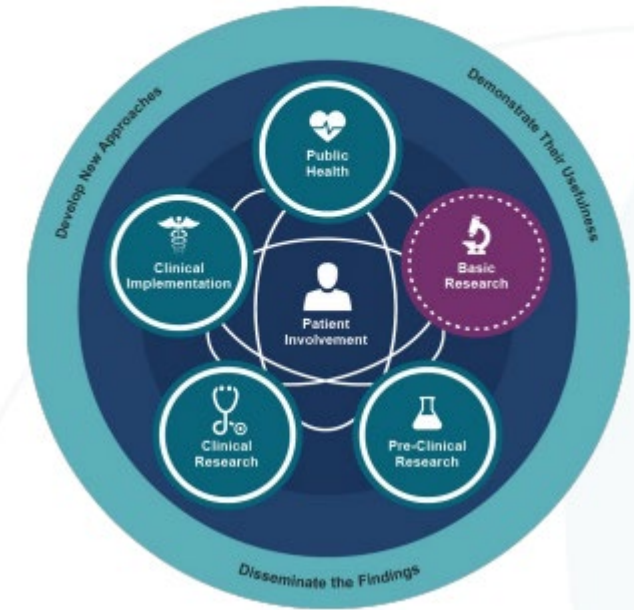 Develop New Approaches
Demonstrate Their Usefulness
Public
Health
Clinical
Implementation
Basic
Research
Patient
Involvement
Clinical
Research
Pre-Clinical
Research
Disseminate the Findings